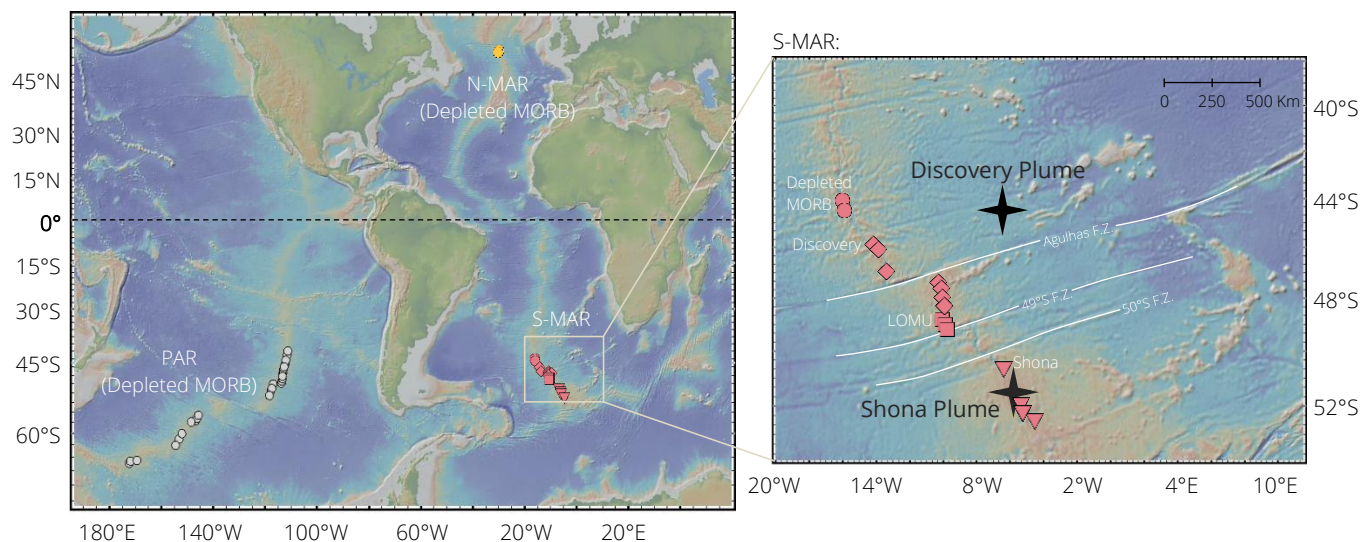 S-MAR:
45°N
30°N
15°N
0°
15°S
30°S
45°S
60°S
180°E
140°W
100°W
60°W
20°W
20°E
N-MAR
(Depleted MORB)
S-MAR
PAR
(Depleted MORB)
0 250 500 Km
40°S
44°S
48°S
52°S
20°W
14°W
8°W
2°W
4°E
10°E
Discovery Plume
Depleted
MORB
Discovery
Agulhas F.Z.
49°S F.Z.
50°S F.Z.
LOMU
Shona
Shona Plume